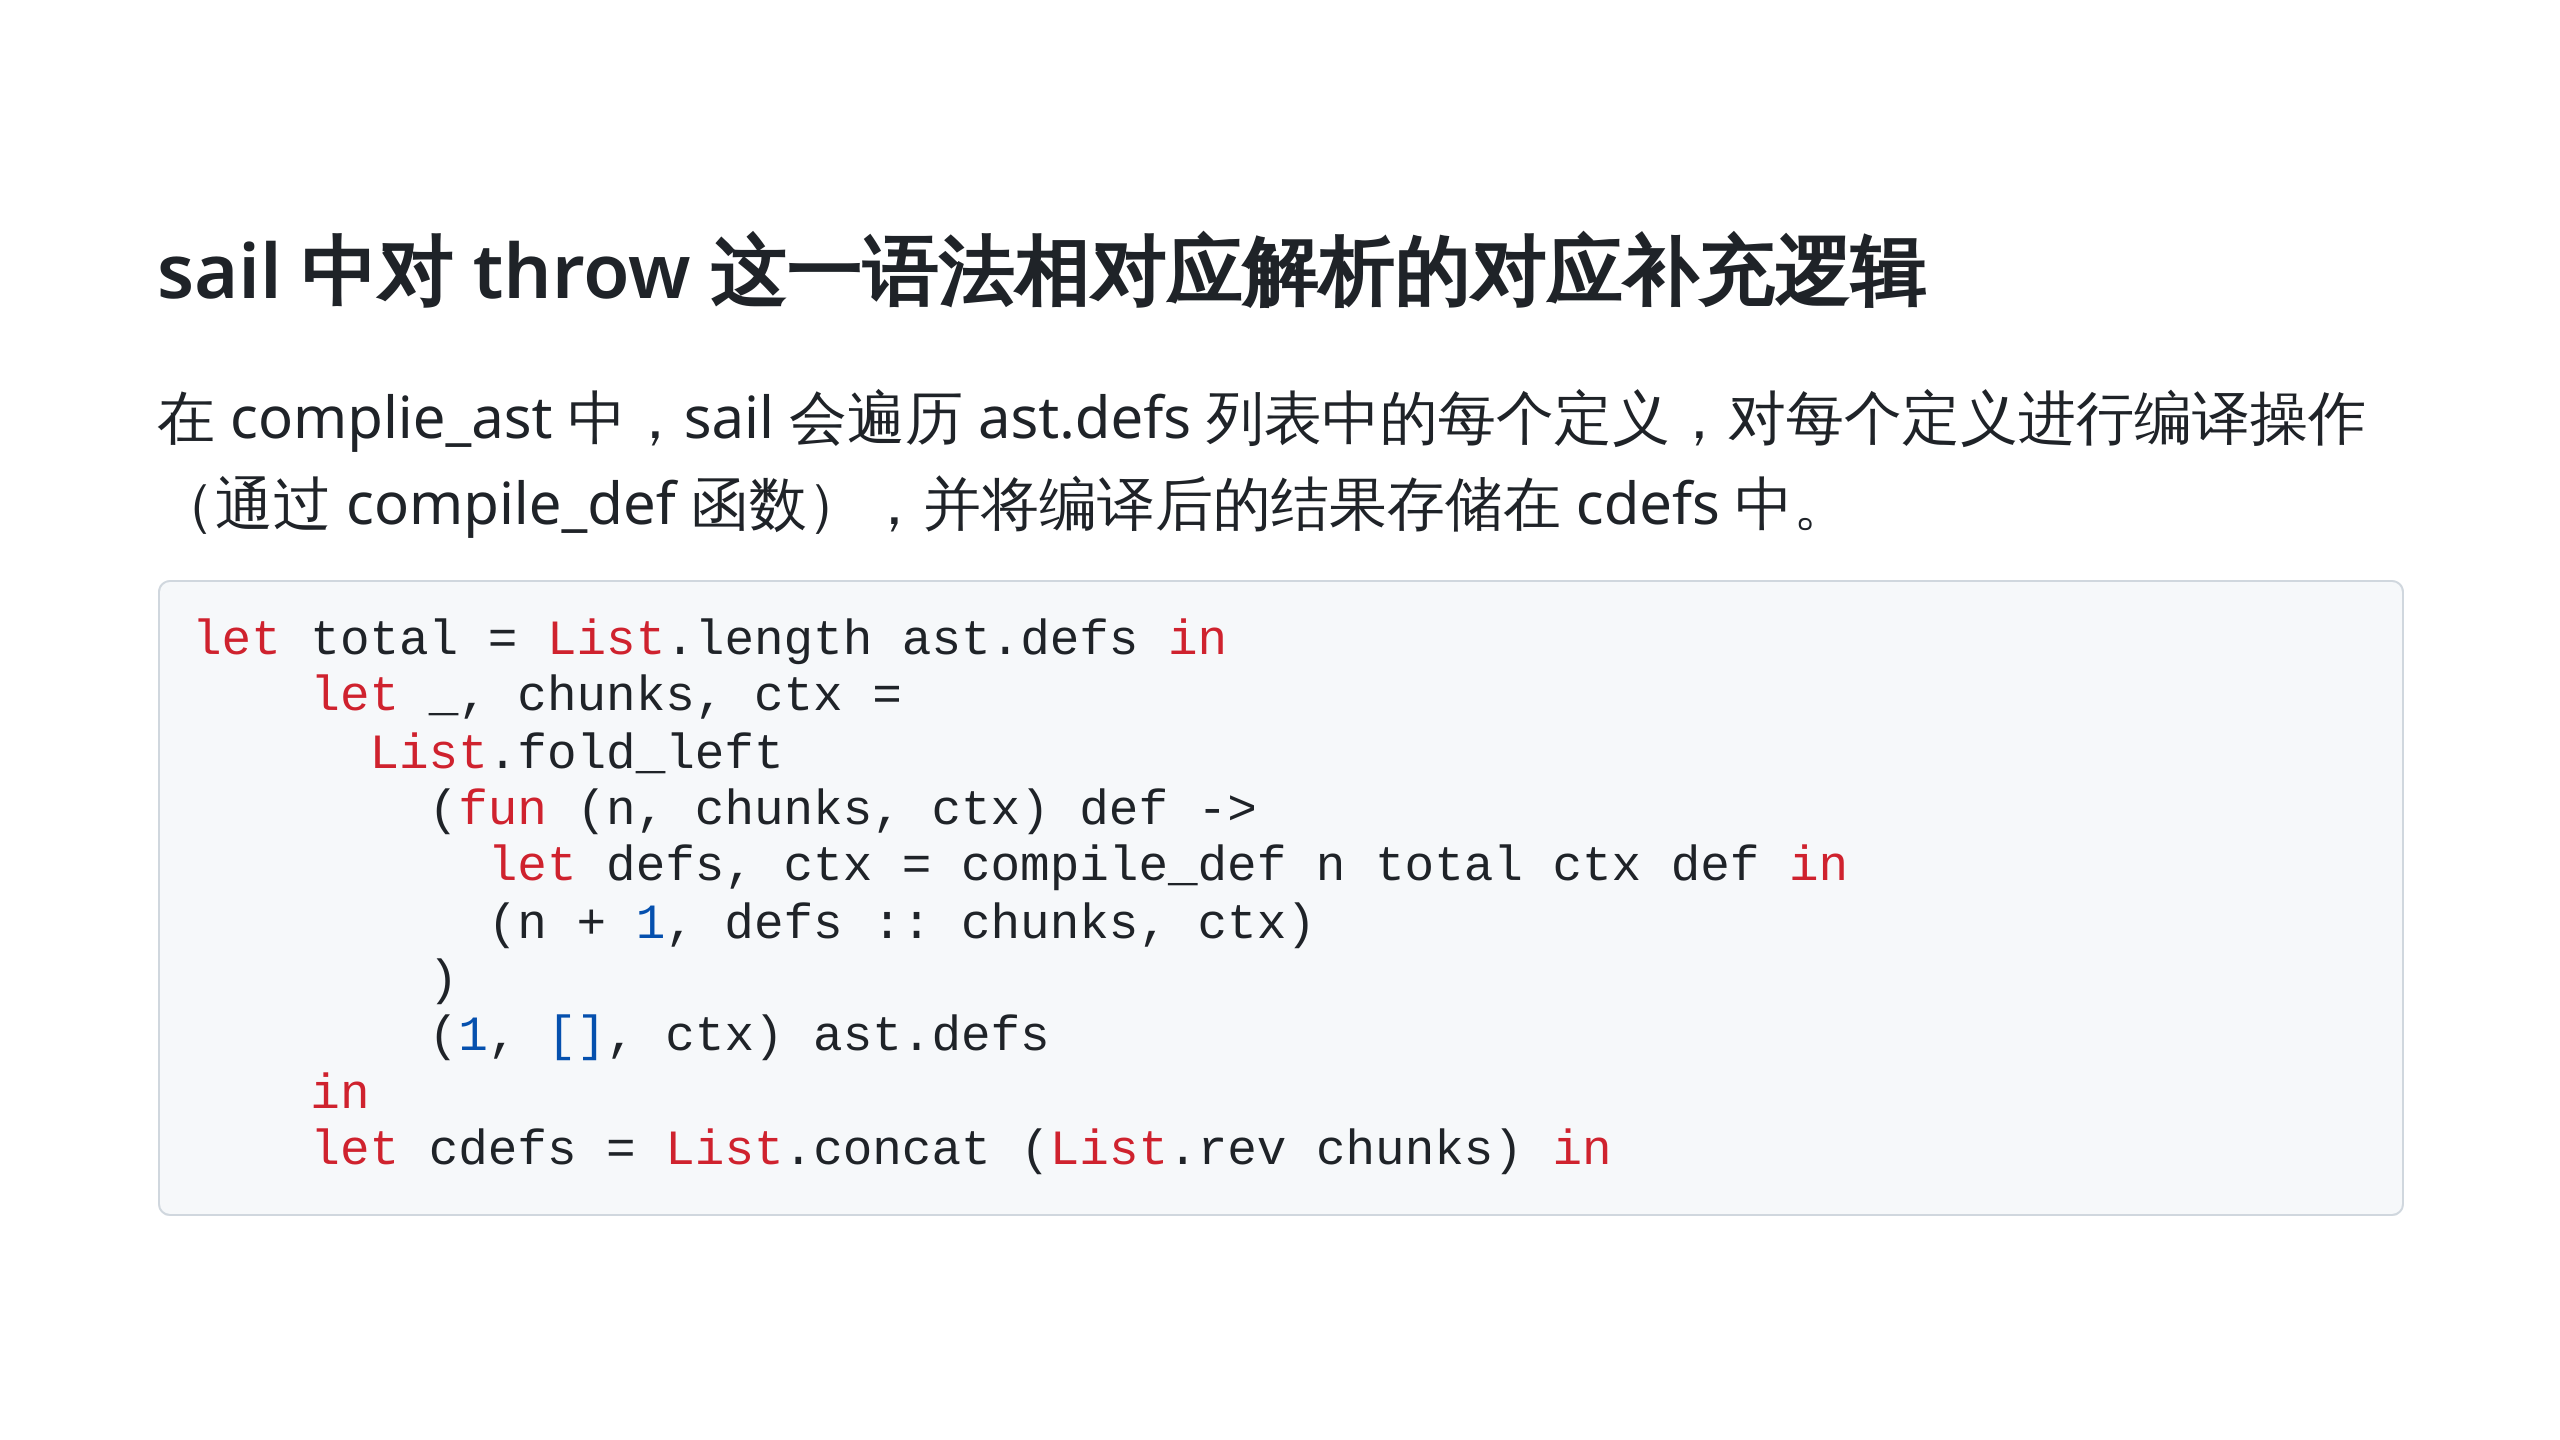 sail 中对 throw 这一语法相对应解析的对应补充逻辑
在 complie_ast 中，sail 会遍历 ast.defs 列表中的每个定义，对每个定义进行编译操作
（通过 compile_def 函数），并将编译后的结果存储在 cdefs 中。
let total = List.length ast.defs in
    let _, chunks, ctx =
      List.fold_left
        (fun (n, chunks, ctx) def ->
          let defs, ctx = compile_def n total ctx def in
          (n + 1, defs :: chunks, ctx)
        )
        (1, [], ctx) ast.defs
    in
    let cdefs = List.concat (List.rev chunks) in